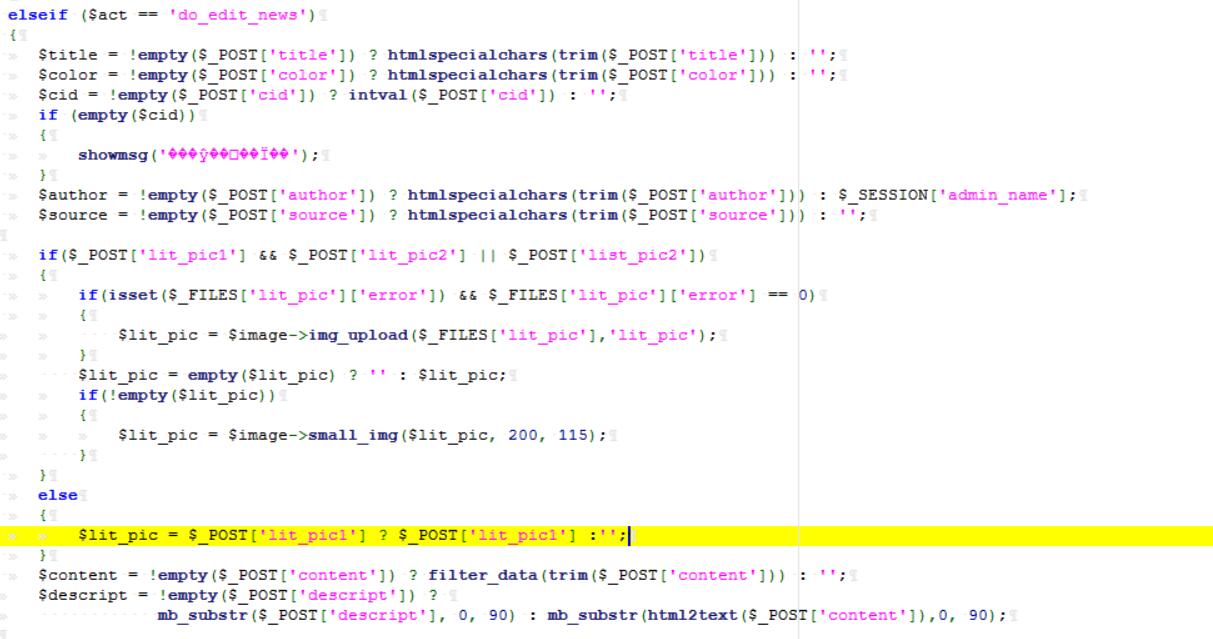 elseif ($act == 'do_edit_news')
{
$title = !empty($_POST['title']) ? htmlspecialchars(trim($_POST['title'])) : '';
$color = !empty($_POST['color']) ? htmlspecialchars(trim($_POST['color'])) : '';
$cid = !empty($_POST['cid']) ? intval($_POST['cid']) : '';
if (empty($cid))
{
showmsg('���ÿ��□��Ï��');
}
$author = !empty($_POST['author']) ? htmlspecialchars(trim($_POST['author'])) : $_SESSION['admin_name'];
$source = !empty($_POST['source']) ? htmlspecialchars(trim($_POST['source'])) : '';
if($_POST['lit_pic1'] && $_POST['lit_pic2'] || $_POST['list_pic2'])
{
if(isset($_FILES['lit_pic']['error']) && $_FILES['lit_pic']['error'] == 0)
{
$lit_pic = $image->img_upload($_FILES['lit_pic'],'lit_pic');
}
$lit_pic = empty($lit_pic) ? '' : $lit_pic;
if(!empty($lit_pic))
{
$lit_pic = $image->small_img($lit_pic, 200, 115);
}
}
else
{
$lit_pic = $_POST['lit_pic1'] ? $_POST['lit_pic1'] :'';
}
$content = !empty($_POST['content']) ? filter_data(trim($_POST['content'])) : '';
$descript = !empty($_POST['descript']) ?
mb_substr($_POST['descript'], 0, 90) : mb_substr(html2text($_POST['content']),0, 90);